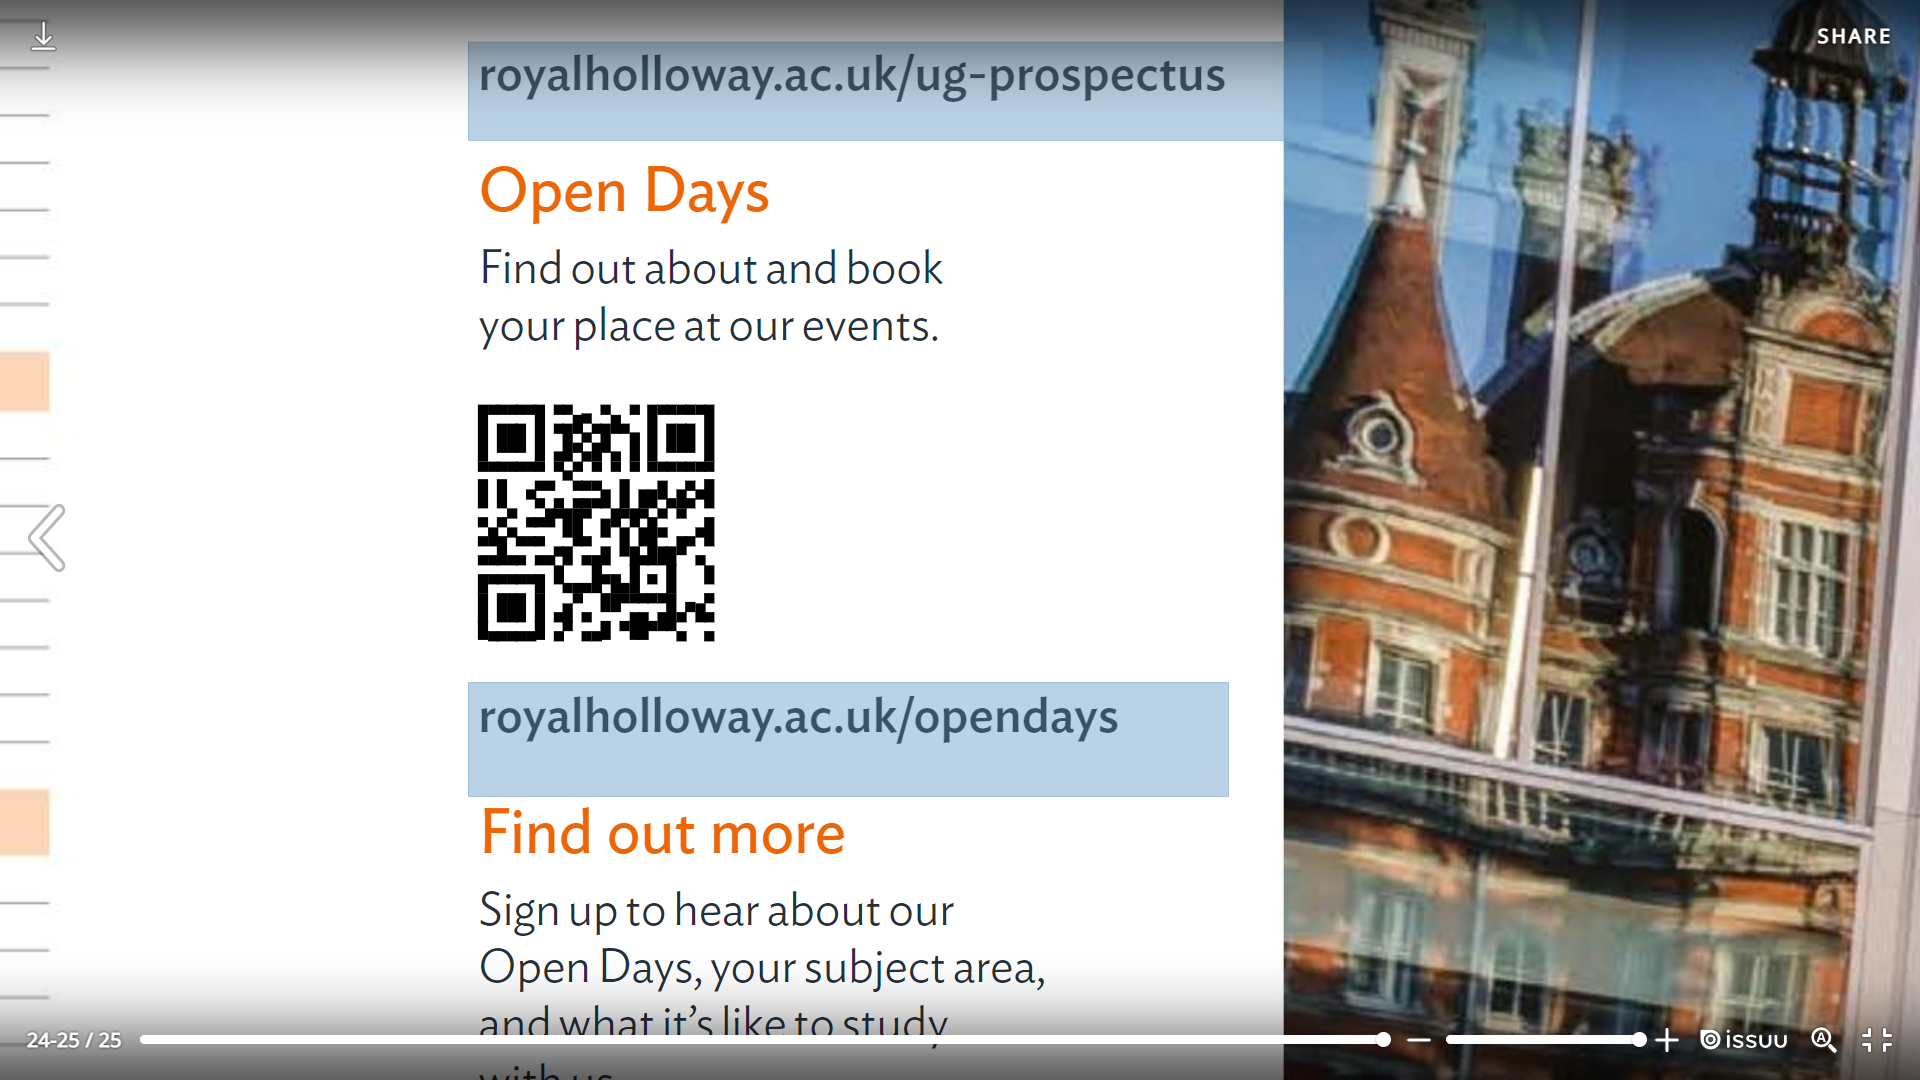 SHARE
royalholloway.ac.uk/ug-prospectus
Open Days
Find out about and book
your place at our events.
royalholloway.ac.uk/opendays
Find out more
Sign up to hear about our
Open Days, your subject area,
and what it's like to study
with us.
24-25 / 25
issuu